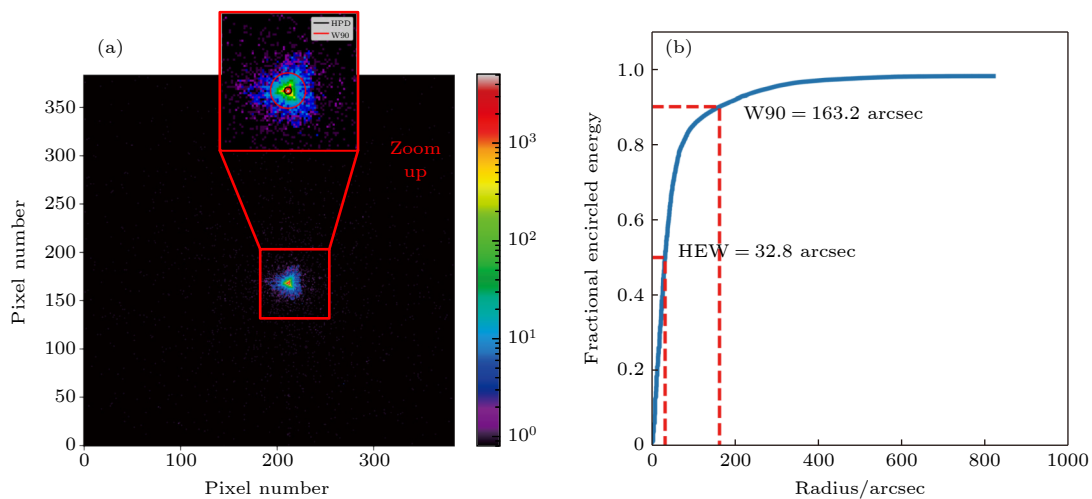 (a)
HPD
W90
Zoom
up
350
300
250
200
150
100
50
0
0
100
200
300
Pixel number
Pixel number
10³
10²
10¹
10⁰
(b)
1.0
0.8
0.6
0.4
0.2
0
0
200
400
600
800
1000
W90 = 163.2 arcsec
HEW = 32.8 arcsec
Fractional encircled energy
Radius/arcsec